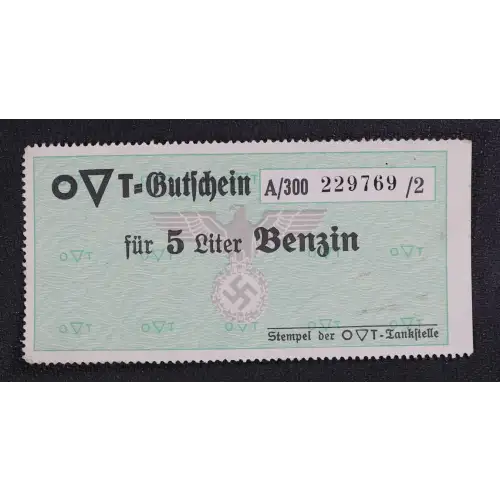 O▽T=Gutschein A/300 229769 /2
für 5 Liter Benzin
Stempel der O▽T-Tankstelle